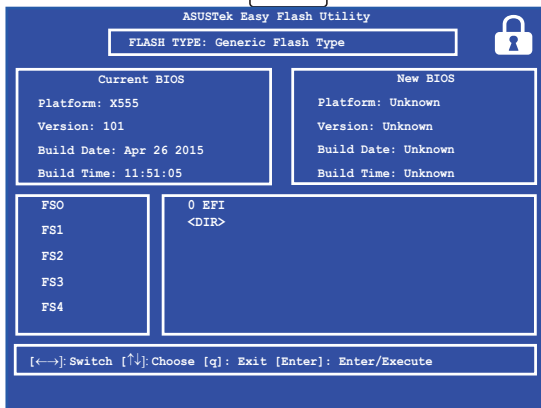 ASUSTek Easy Flash Utility
FLASH TYPE: Generic Flash Type
Current BIOS
Platform: X555
Version: 101
Build Date: Apr 26 2015
Build Time: 11:51:05
New BIOS
Platform: Unknown
Version: Unknown
Build Date: Unknown
Build Time: Unknown
FSO
FS1
FS2
FS3
FS4
0 EFI
<DIR>
[←→]: Switch [↑↓]: Choose [q]: Exit [Enter]: Enter/Execute